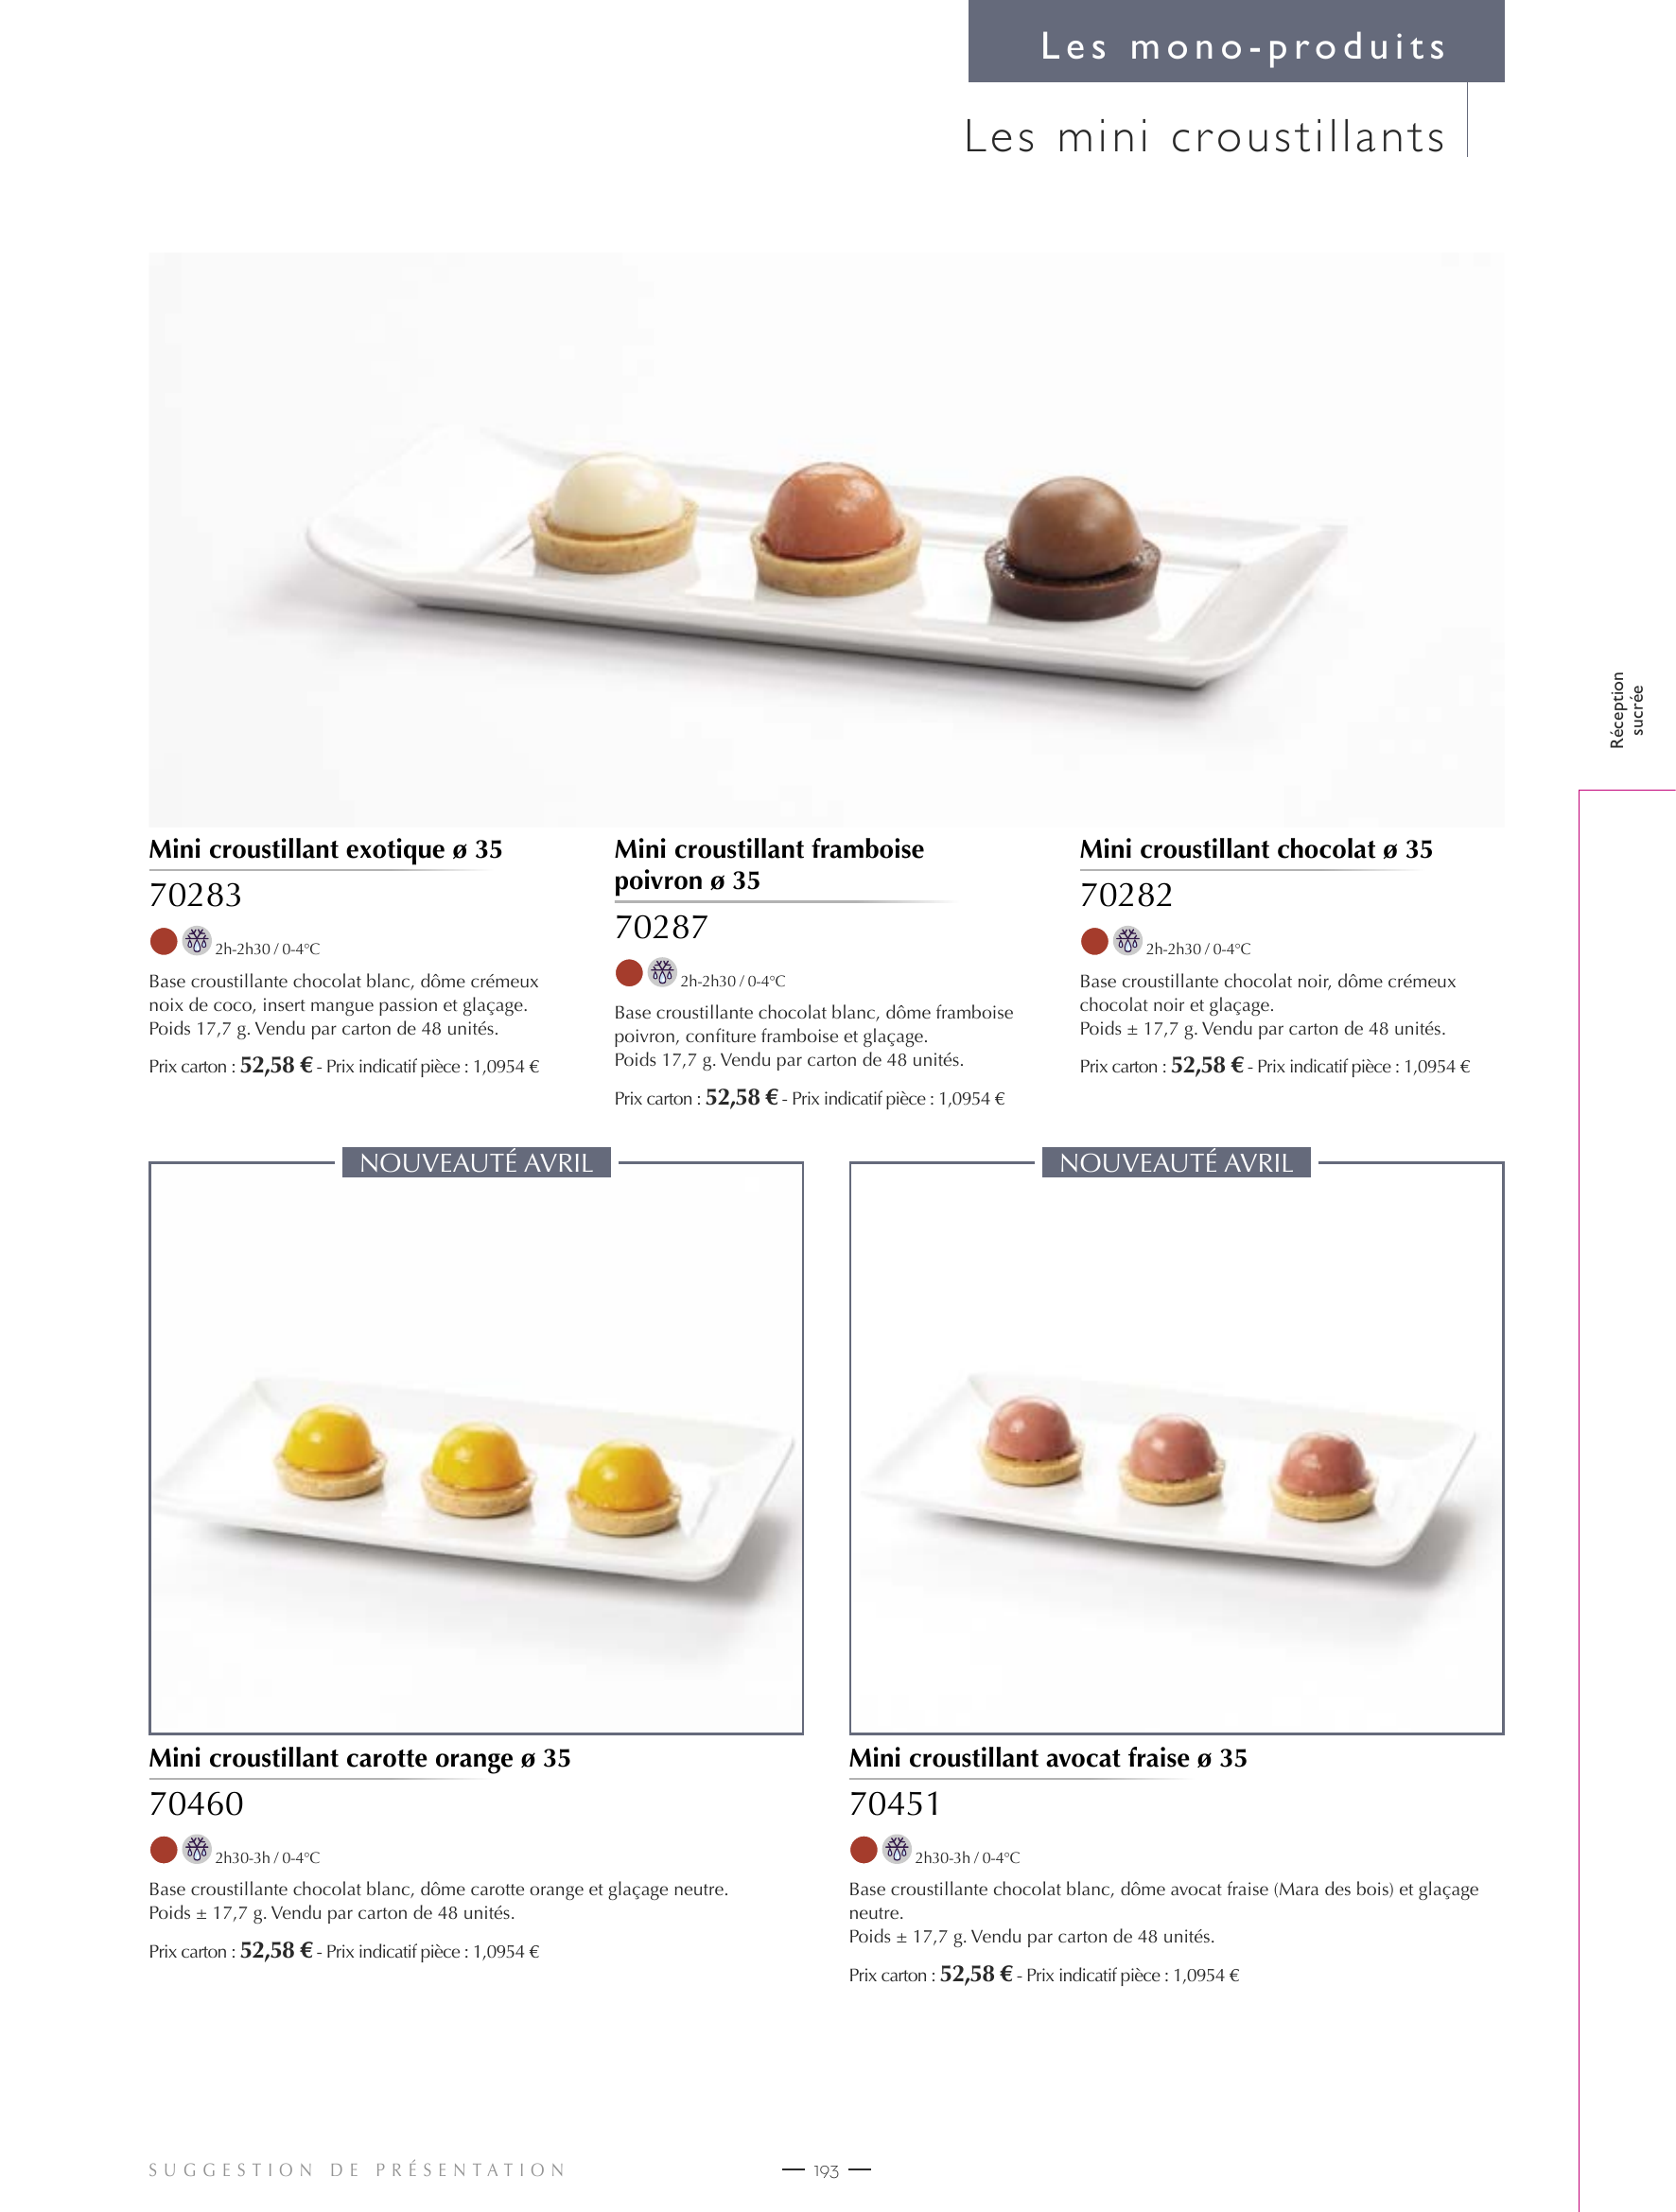 Les mono-produits
Les mini croustillants
Réception
sucrée
Mini croustillant exotique ø 35
70283
2h-2h30 / 0-4°C
Base croustillante chocolat blanc, dôme crémeux
noix de coco, insert mangue passion et glaçage.
Poids 17,7 g. Vendu par carton de 48 unités.
Prix carton : 52,58 € - Prix indicatif pièce : 1,0954 €
Mini croustillant framboise
poivron ø 35
70287
2h-2h30 / 0-4°C
Base croustillante chocolat blanc, dôme framboise
poivron, confiture framboise et glaçage.
Poids 17,7 g. Vendu par carton de 48 unités.
Prix carton : 52,58 € - Prix indicatif pièce : 1,0954 €
Mini croustillant chocolat ø 35
70282
2h-2h30 / 0-4°C
Base croustillante chocolat noir, dôme crémeux
chocolat noir et glaçage.
Poids ± 17,7 g. Vendu par carton de 48 unités.
Prix carton : 52,58 € - Prix indicatif pièce : 1,0954 €
NOUVEAUTÉ AVRIL
Mini croustillant carotte orange ø 35
70460
2h30-3h / 0-4°C
Base croustillante chocolat blanc, dôme carotte orange et glaçage neutre.
Poids ± 17,7 g. Vendu par carton de 48 unités.
Prix carton : 52,58 € - Prix indicatif pièce : 1,0954 €
NOUVEAUTÉ AVRIL
Mini croustillant avocat fraise ø 35
70451
2h30-3h / 0-4°C
Base croustillante chocolat blanc, dôme avocat fraise (Mara des bois) et glaçage
neutre.
Poids ± 17,7 g. Vendu par carton de 48 unités.
Prix carton : 52,58 € - Prix indicatif pièce : 1,0954 €
SUGGESTION DE PRÉSENTATION
193